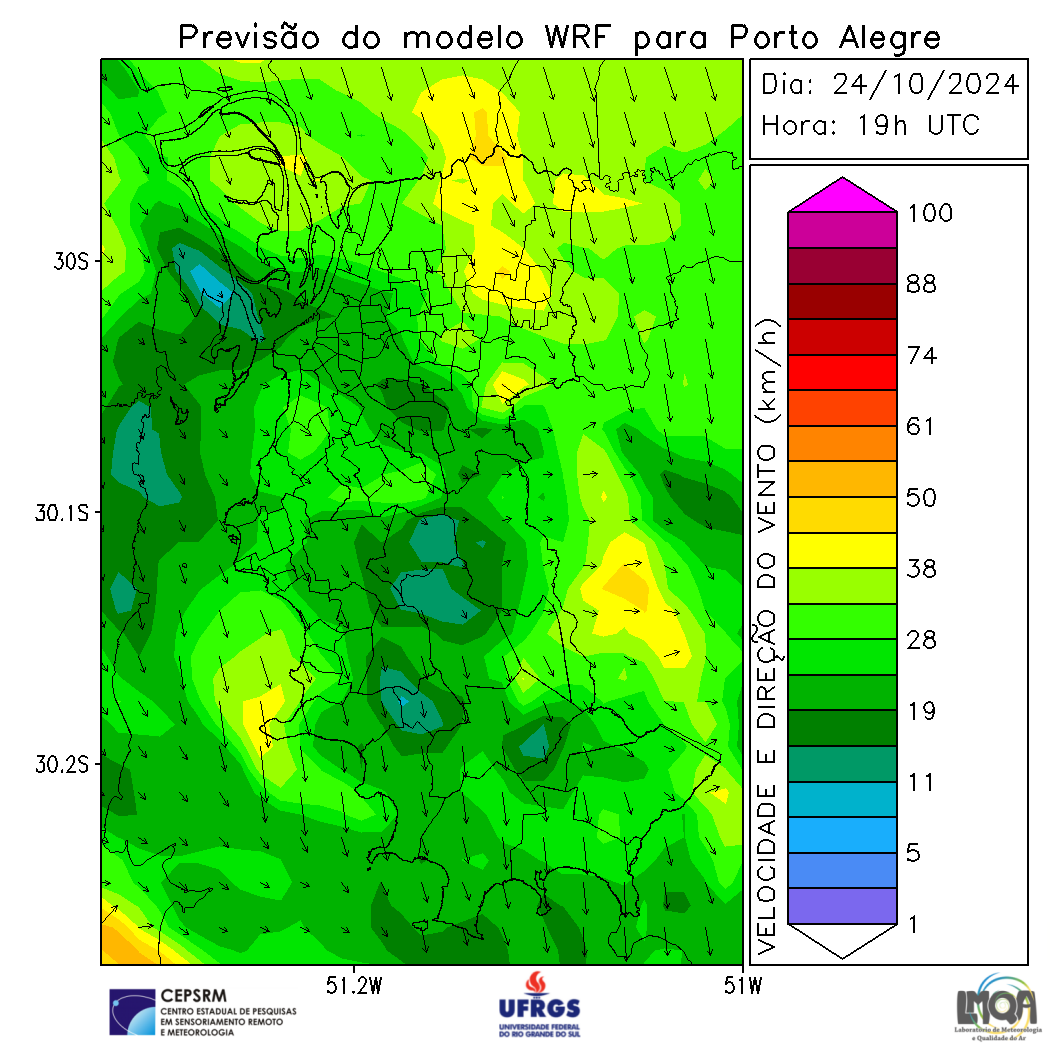 Previsão do modelo WRF para Porto Alegre
Dia: 24/10/2024
Hora: 19h UTC
30S
30.1S
30.2S
51.2W
51W
VELOCIDADE E DIREÇÃO DO VENTO (km/h)
100
88
74
61
50
38
28
19
11
5
1
CEPSRM
CENTRO ESTADUAL DE PESQUISAS
EM SENSORIAMENTO REMOTO
E METEOROLOGIA
UFRGS
UNIVERSIDADE FEDERAL
DO RIO GRANDE DO SUL
LMQA
Laboratório de Meteorologia
e Qualidade do Ar